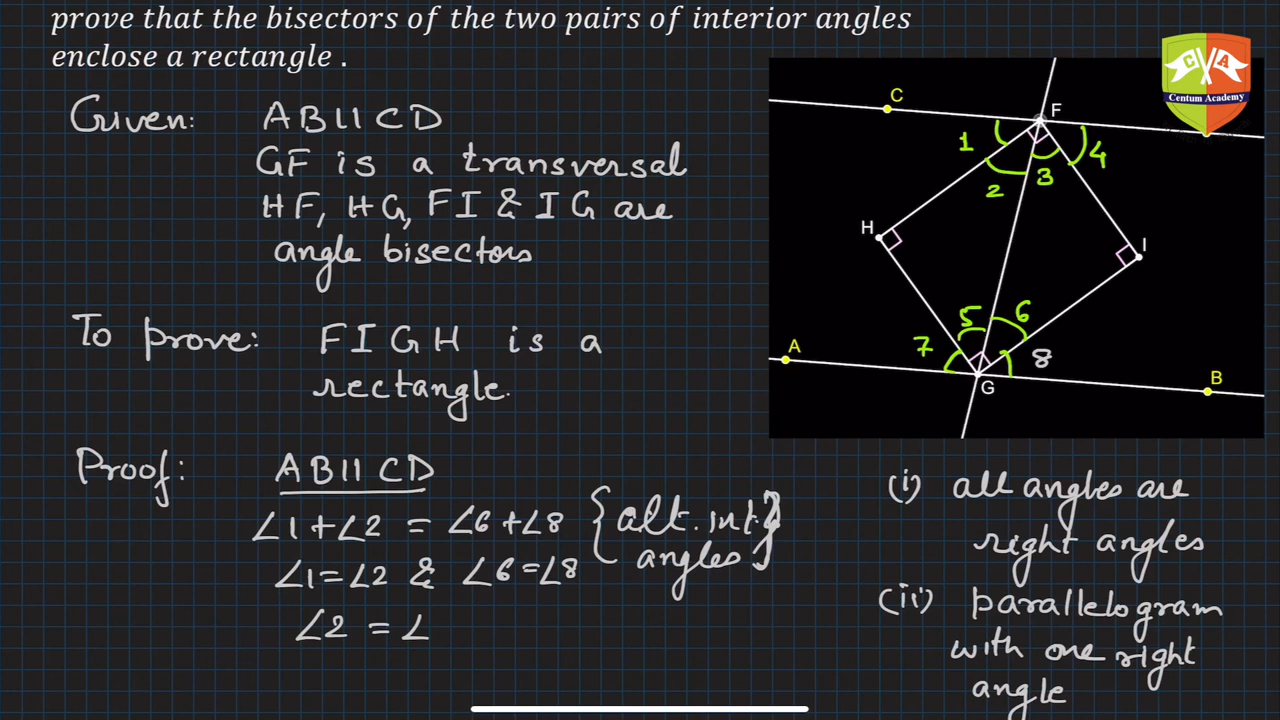 prove that the bisectors of the two pairs of interior angles
enclose a rectangle .
Given: AB || CD
GF is a transversal
HF, HG, FI & IG are
angle bisectors
To prove: FIGH is a
rectangle.
Proof: AB || CD
∠1 + ∠2 = ∠6 + ∠8 { alt. int. angles }
∠1 = ∠2 & ∠6 = ∠8
∠2 = ∠
C
F
1
2
3
4
H
I
5
6
7
8
A
G
B
C A
Centum Academy
(i) all angles are
right angles
(ii) parallelogram
with one right
angle